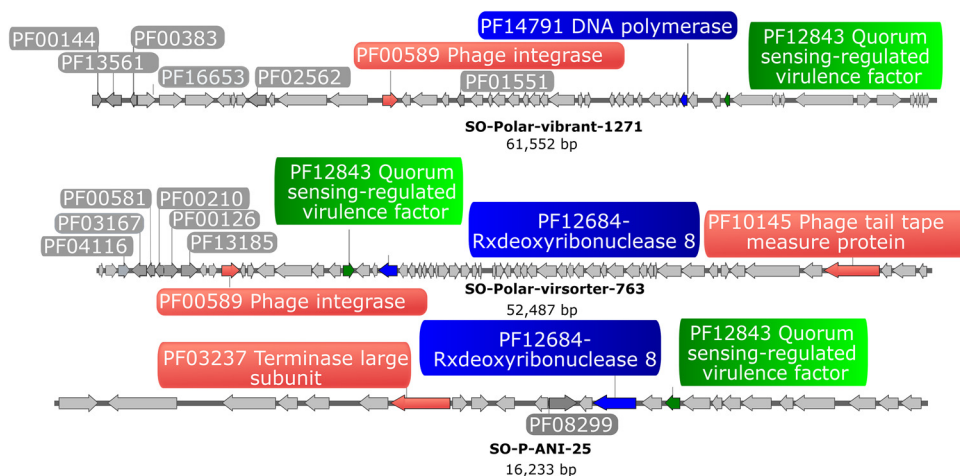 PF00144
PF13561
PF00383
PF16653
PF02562
PF00589 Phage integrase
PF01551
PF14791 DNA polymerase
PF12843 Quorum
sensing-regulated
virulence factor
SO-Polar-vibrant-1271
61,552 bp
PF00581
PF03167
PF04116
PF00210
PF00126
PF13185
PF12843 Quorum
sensing-regulated
virulence factor
PF12684-
Rxdeoxyribonuclease 8
PF10145 Phage tail tape
measure protein
PF00589 Phage integrase
SO-Polar-virsorter-763
52,487 bp
PF03237 Terminase large
subunit
PF12684-
Rxdeoxyribonuclease 8
PF12843 Quorum
sensing-regulated
virulence factor
PF08299
SO-P-ANI-25
16,233 bp